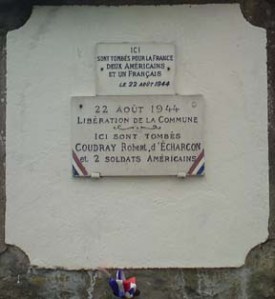 ICI
SONT TOMBÉS POUR LA FRANCE
DEUX AMÉRICAINS
ET UN FRANÇAIS
LE 22 AOÛT 1944
22 AOÛT 1944
LIBÉRATION DE LA COMMUNE
ICI SONT TOMBÉS
COUDRAY Robert, d'ÉCHARCON
et 2 SOLDATS AMÉRICAINS